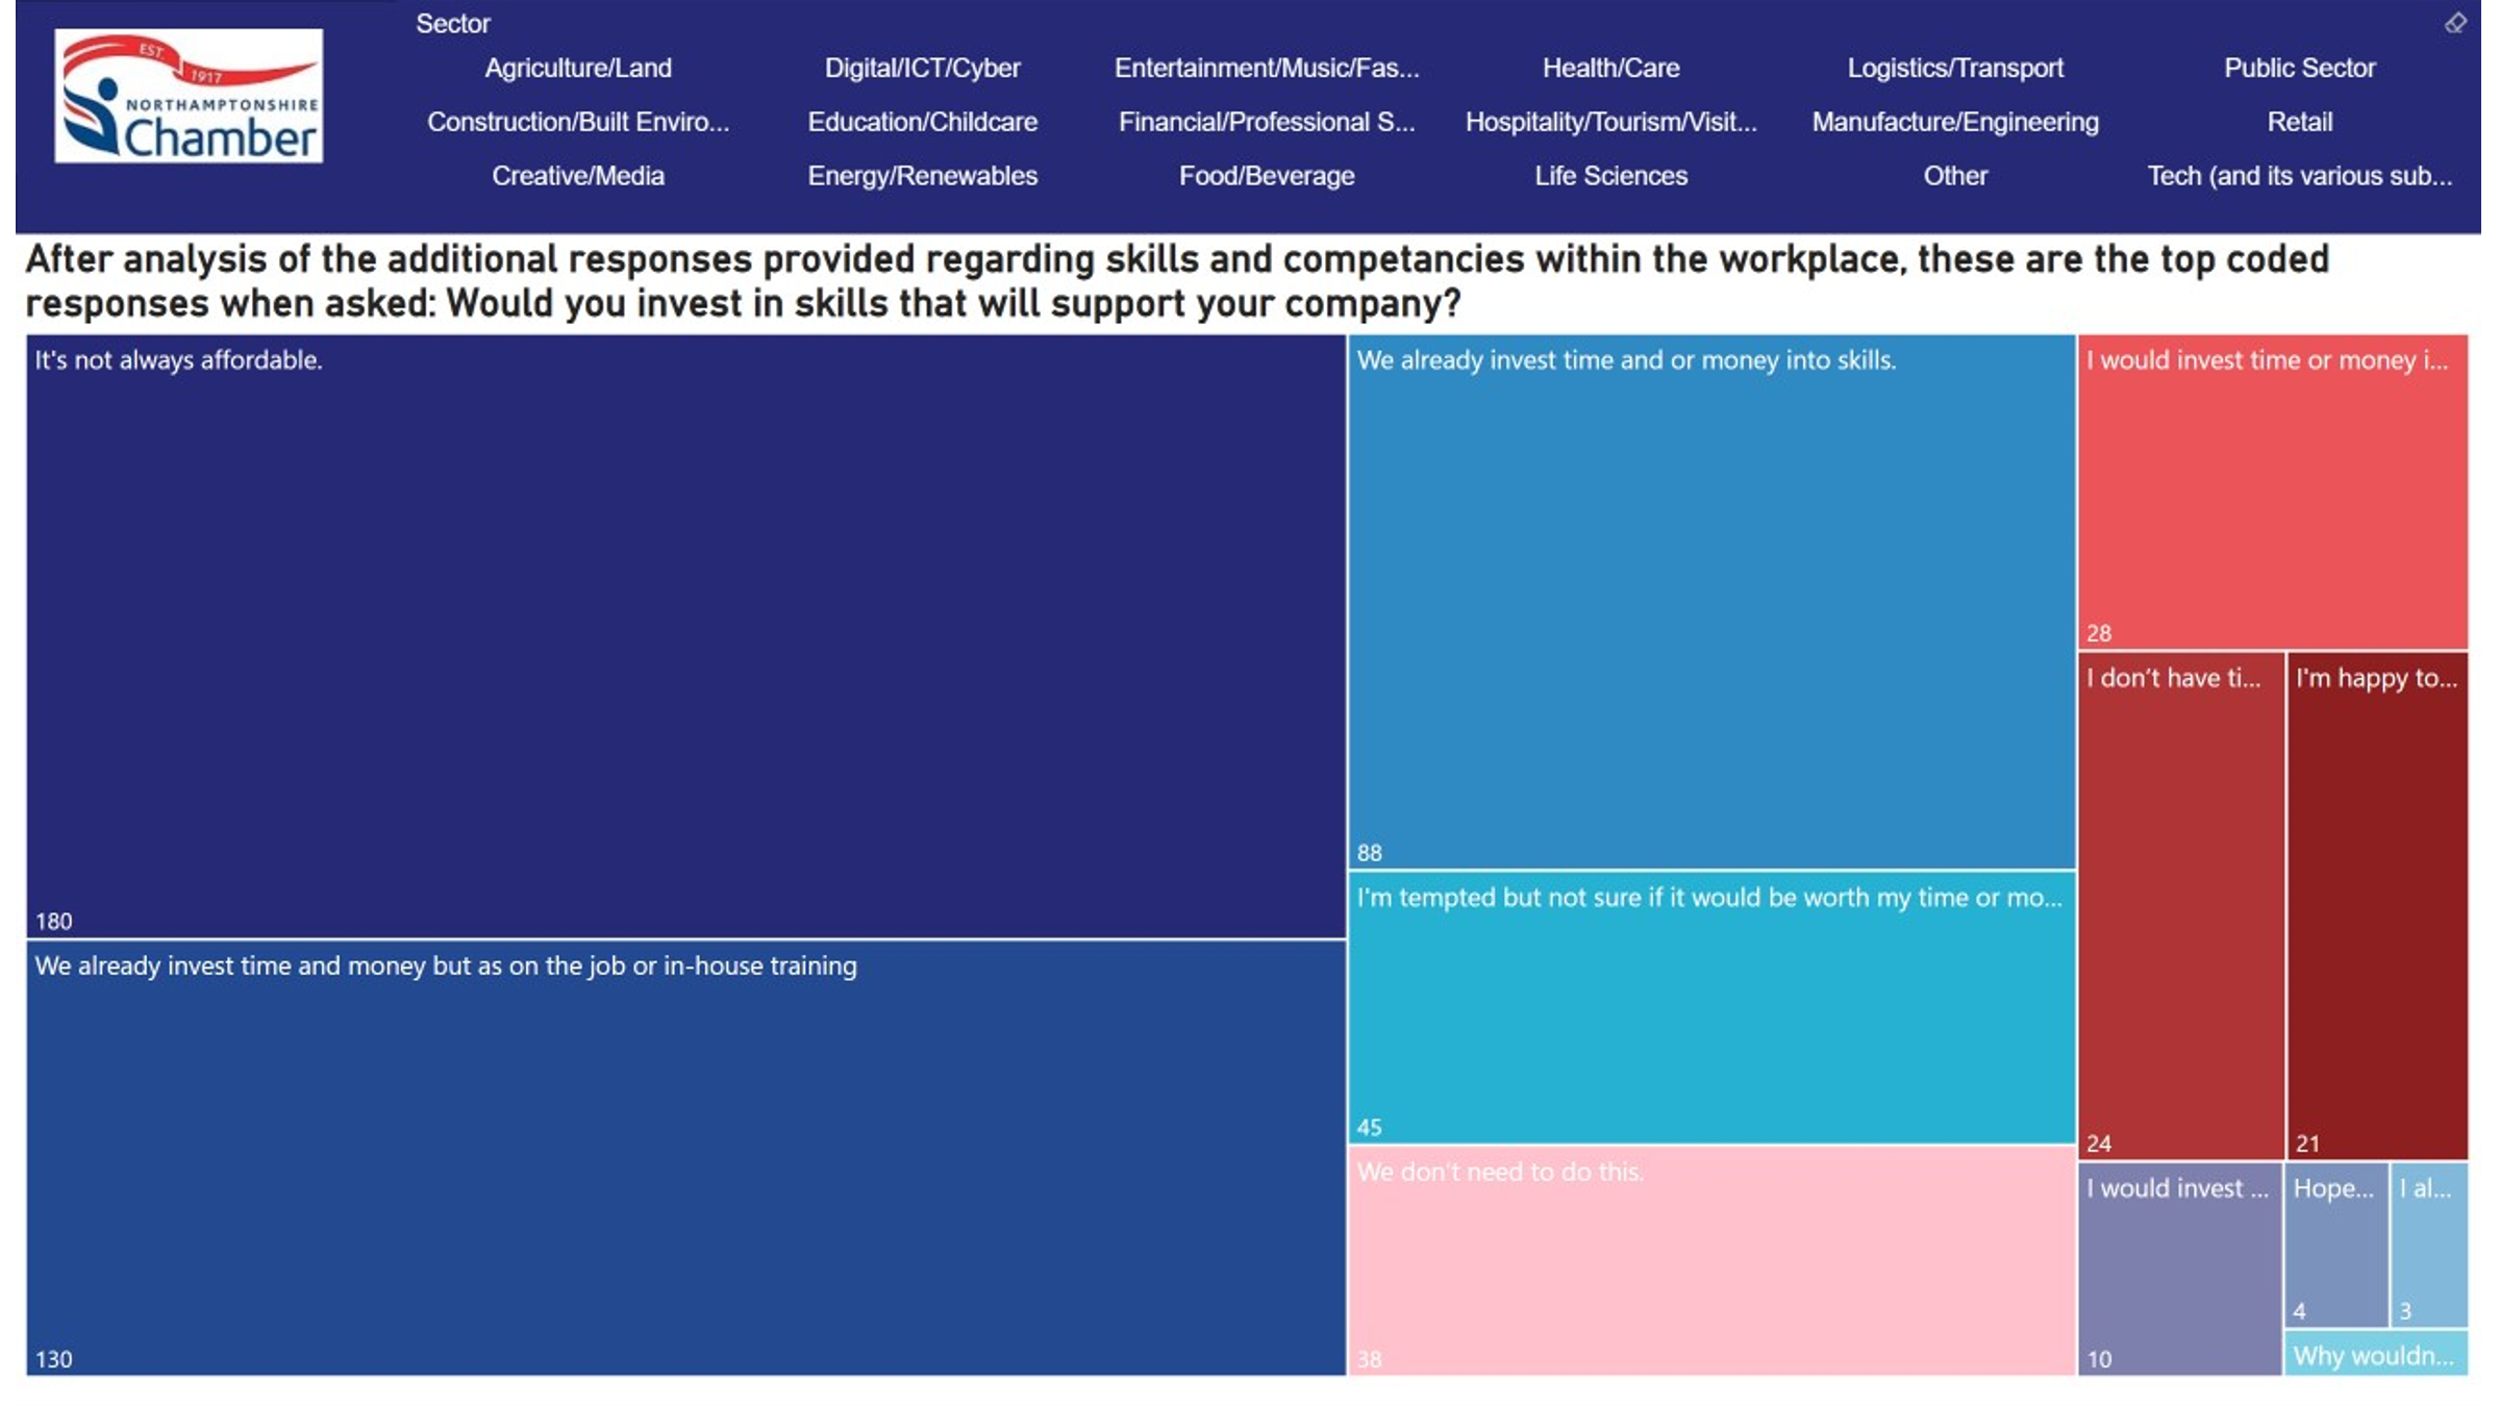 EST. 1917
NORTHAMPTONSHIRE
Chamber
Sector
Agriculture/Land
Digital/ICT/Cyber
Entertainment/Music/Fas...
Health/Care
Logistics/Transport
Public Sector
Construction/Built Enviro...
Education/Childcare
Financial/Professional S...
Hospitality/Tourism/Visit...
Manufacture/Engineering
Retail
Creative/Media
Energy/Renewables
Food/Beverage
Life Sciences
Other
Tech (and its various sub...
After analysis of the additional responses provided regarding skills and competancies within the workplace, these are the top coded
responses when asked: Would you invest in skills that will support your company?
It's not always affordable.
180
We already invest time and money but as on the job or in-house training
130
We already invest time and or money into skills.
88
I'm tempted but not sure if it would be worth my time or mo...
45
We don't need to do this.
38
I would invest time or money i...
28
I don’t have ti...
24
I'm happy to...
21
I would invest ...
10
Hope...
4
I al...
3
Why wouldn...